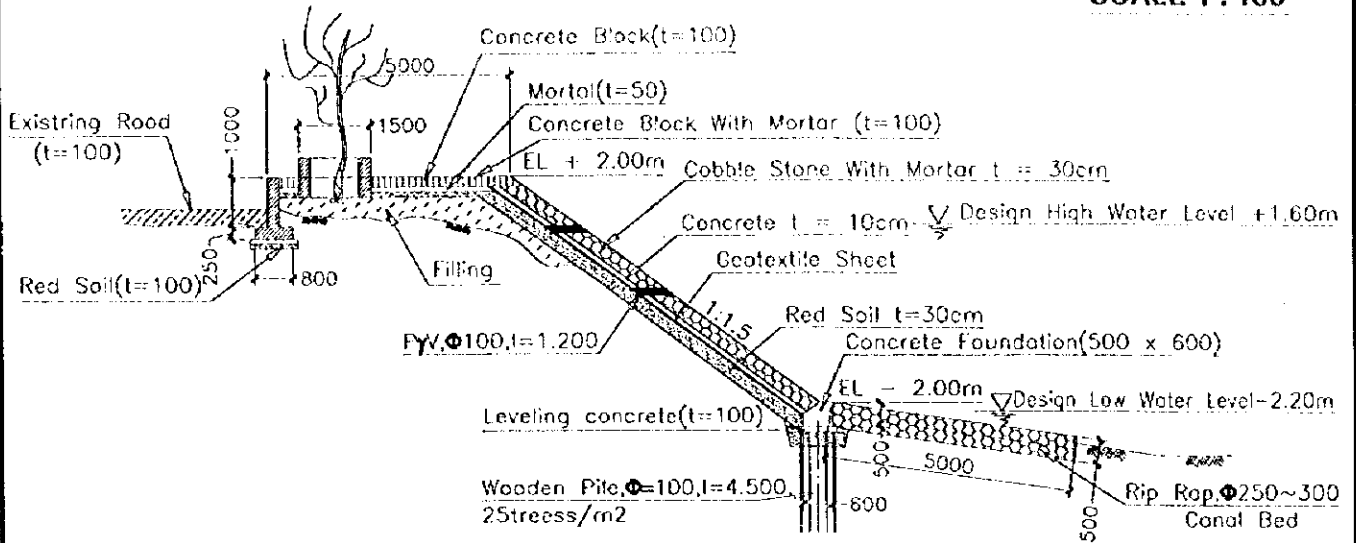 SCALE 1:100
Concrete Block(t=100)
5000
Mortal(t=50)
Existring Road
(t=100)
1000
1500
Concrete Block With Mortar (t=100)
EL + 2.00m
Cobble Stone With Mortar t = 30cm
Concrete t = 10cm
Design High Water Level +1.60m
Geotextile Sheet
250
Filling
Red Soil(t=100)
800
1:1.5
Red Soil t=30cm
Φ100,l=1.200
Concrete Foundation(500 x 600)
EL - 2.00m
Design Low Water Level-2.20m
Leveling concrete(t=100)
500
5000
Wooden Pile,Φ=100,l=4.500
25treess/m2
600
Rip Rap,Φ250~300
Canal Bed
500